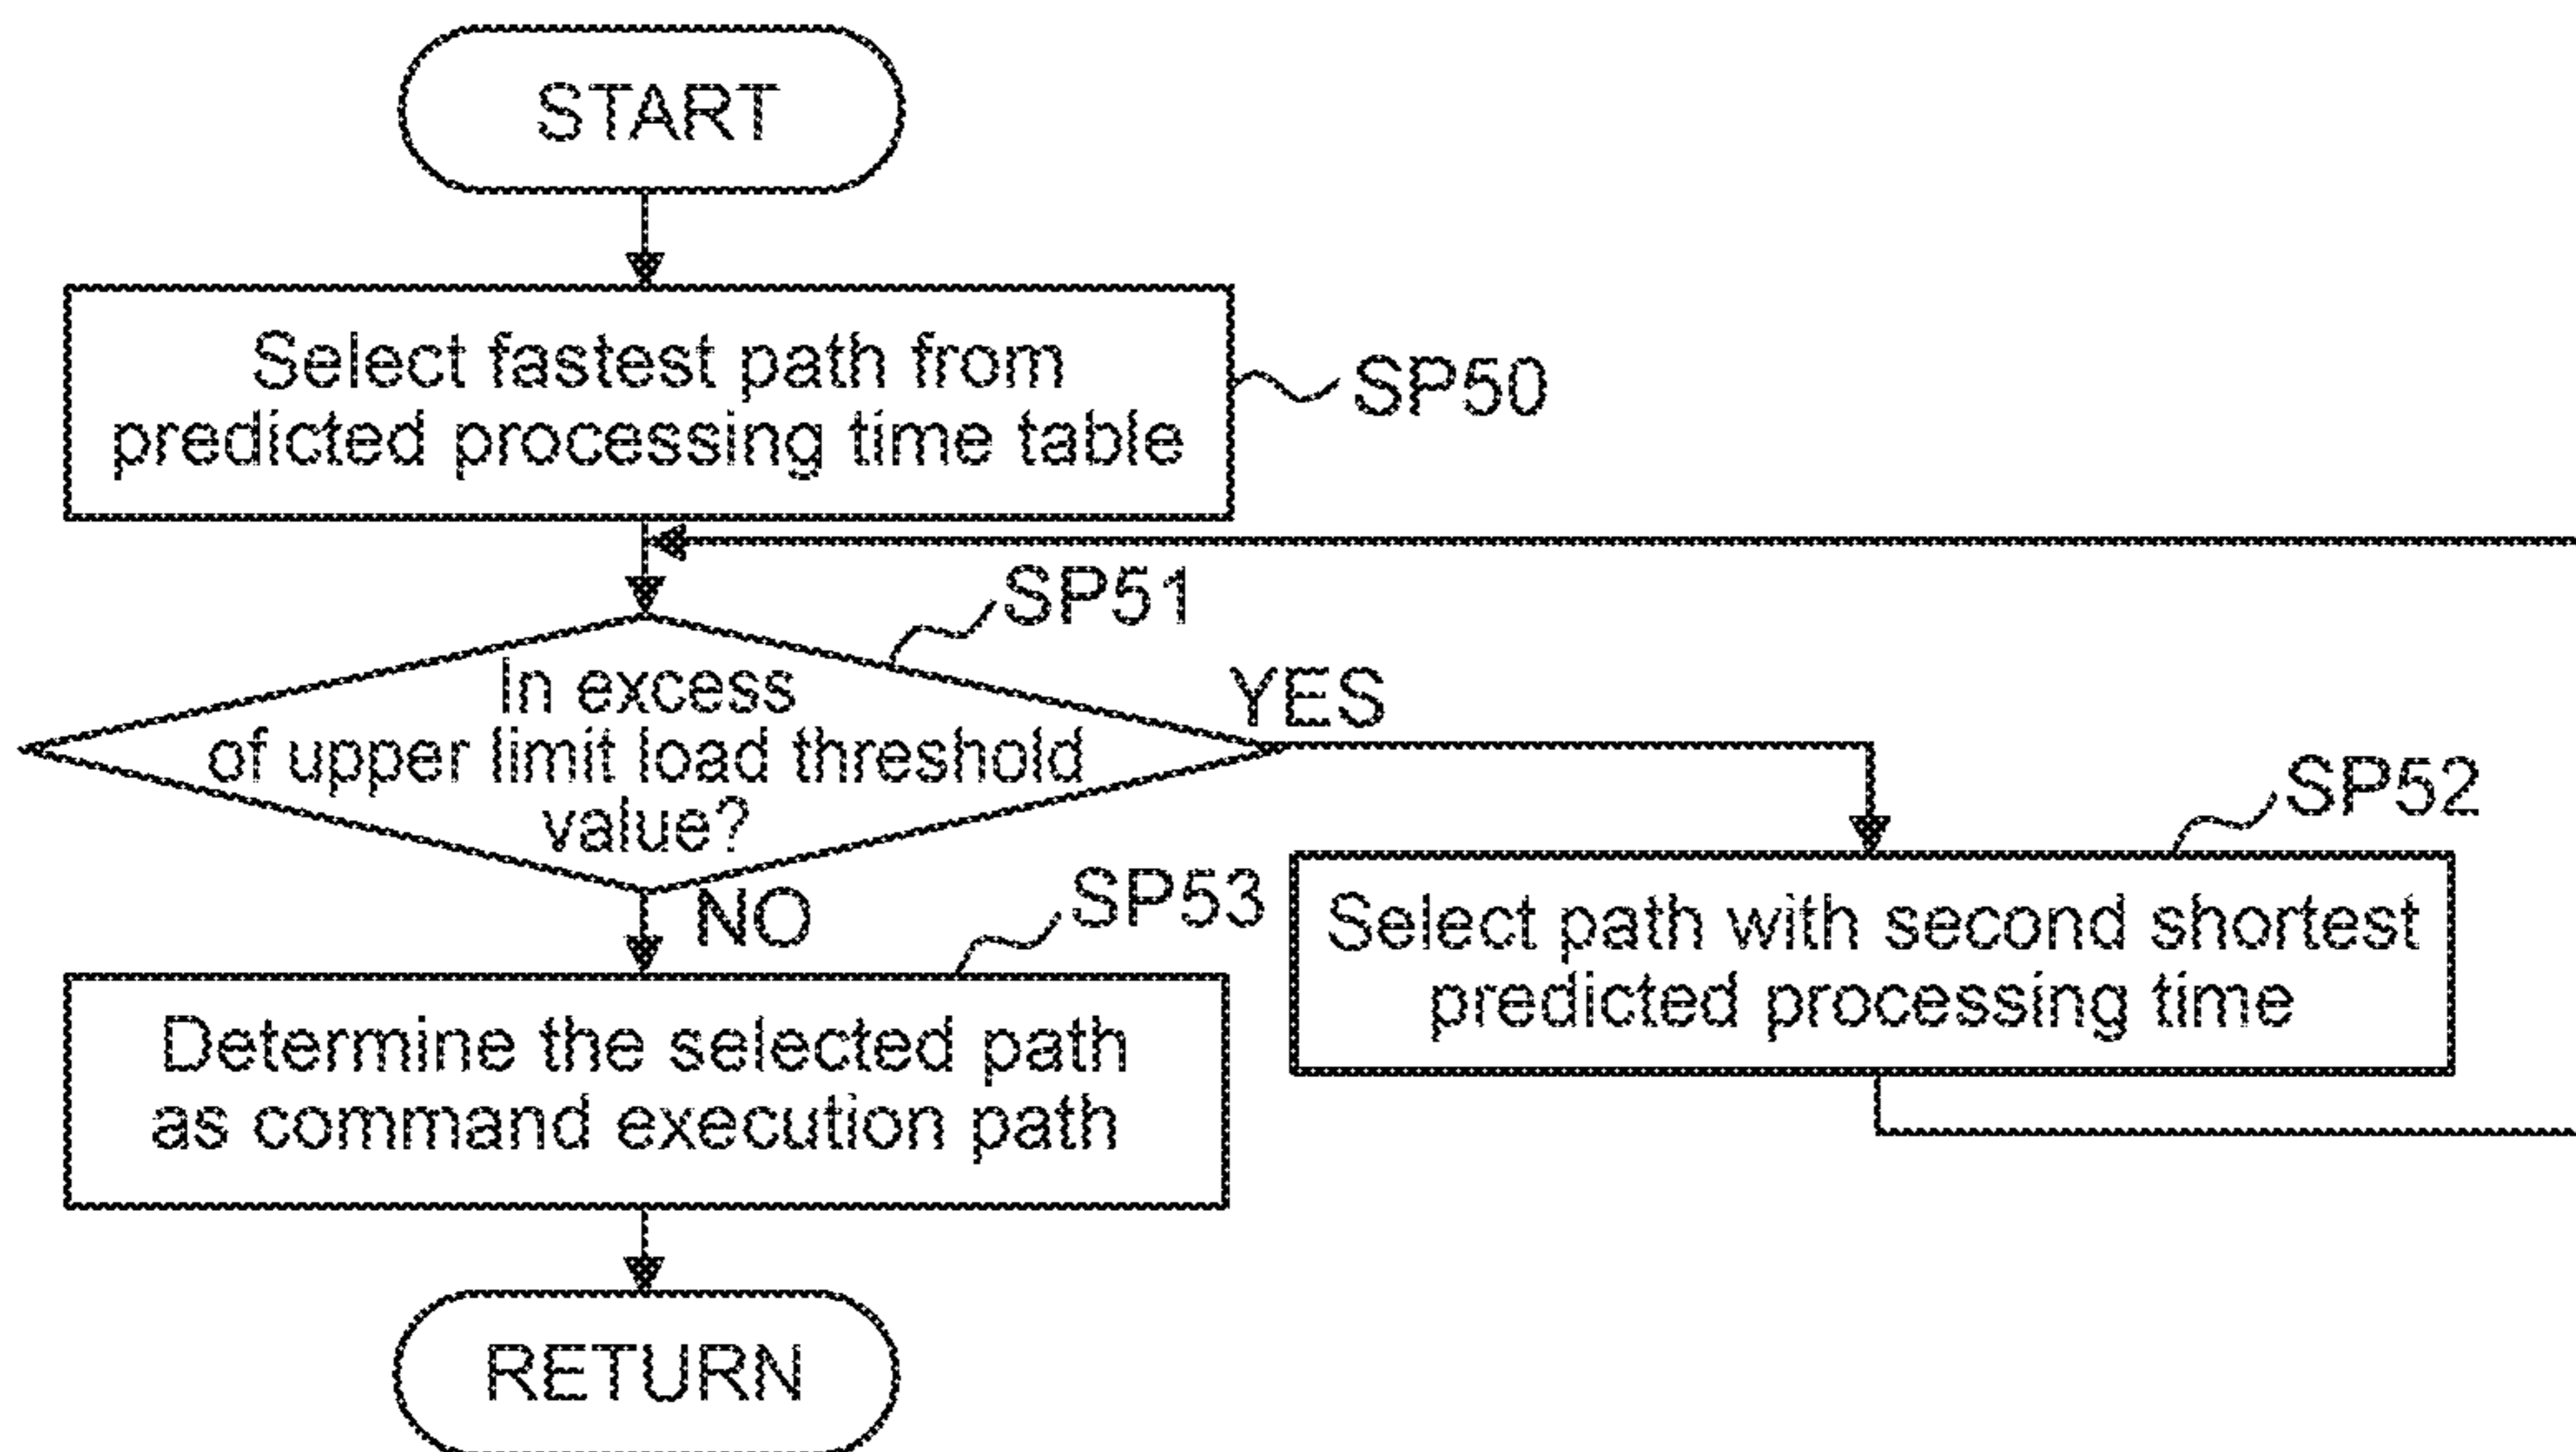 START
Select fastest path from
predicted processing time table
SP50
SP51
In excess
of upper limit load threshold
value?
YES
SP52
Select path with second shortest
predicted processing time
NO
SP53
Determine the selected path
as command execution path
RETURN